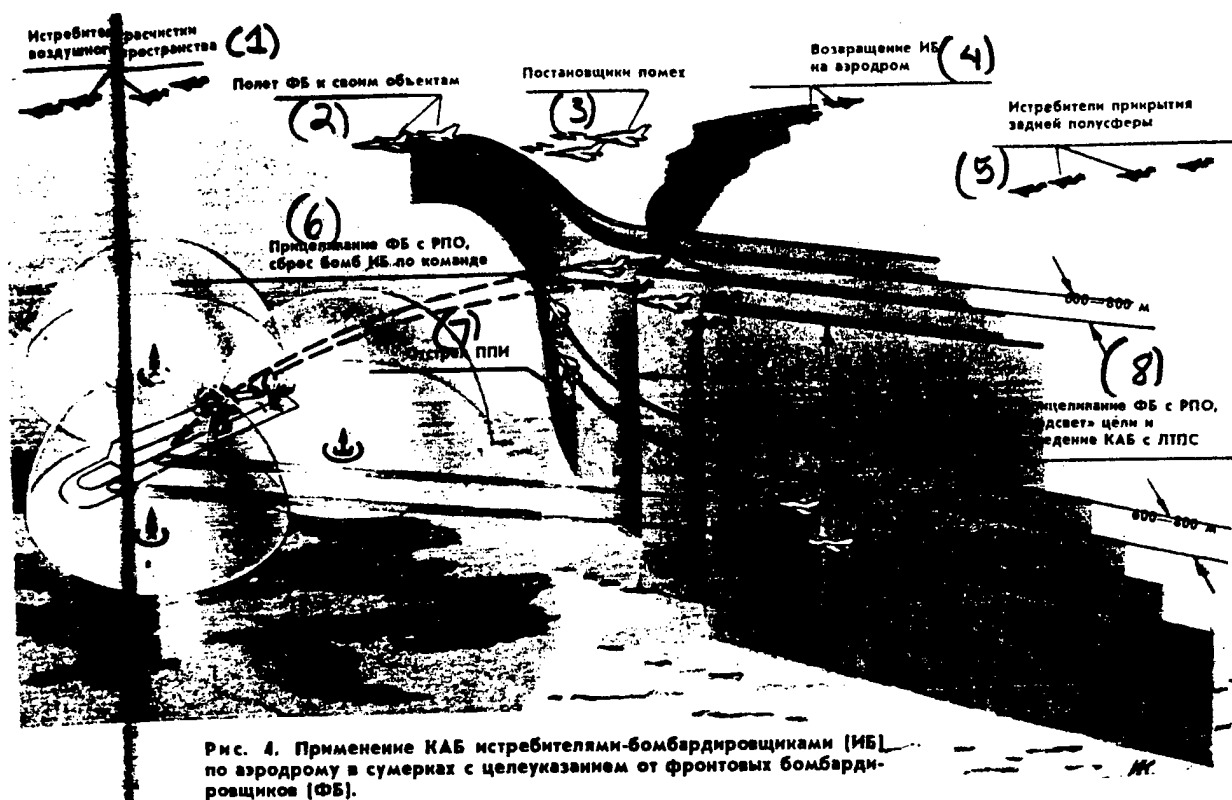 Истребители расчистки
воздушного пространства
(1)
Полет ФБ к своим объектам
(2)
Постановщики помех
(3)
Возвращение ИБ
на аэродром
(4)
Истребители прикрытия
задней полусферы
(5)
(6)
Прицеливание ФБ с РПО,
сброс бомб ИБ по команде
600—800 м
(7)
ППИ
(8)
ФБ с РПО,
цели и
КАБ с ЛТПС
600—800 м
Рис. 4. Применение КАБ истребителями-бомбардировщиками (ИБ)
по аэродрому в сумерках с целеуказанием от фронтовых бомбарди-
ровщиков (ФБ).